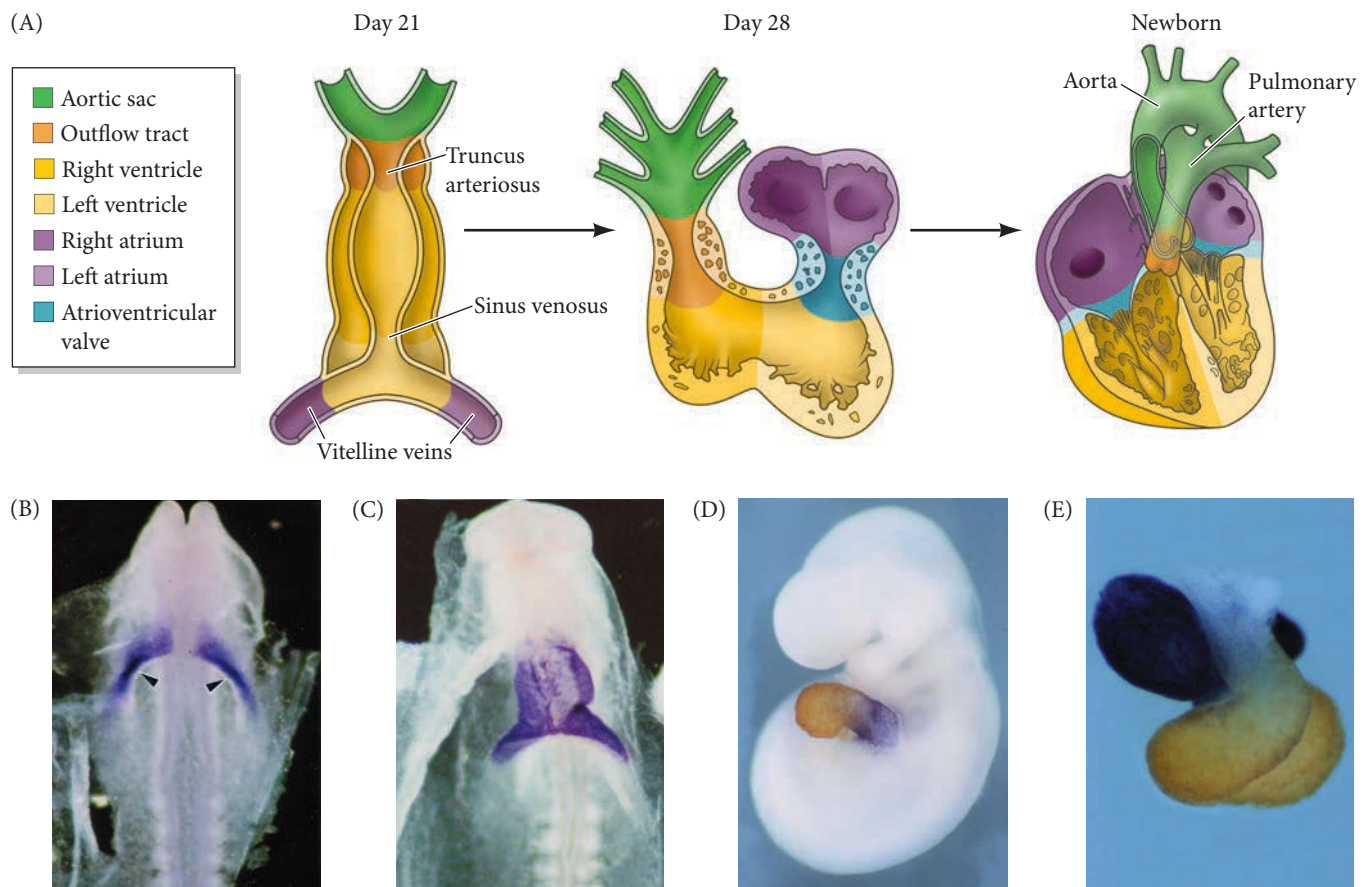 (A)
Day 21
Day 28
Newborn
Aortic sac
Outflow tract
Right ventricle
Left ventricle
Right atrium
Left atrium
Atrioventricular
valve
Truncus
arteriosus
Sinus venosus
Vitelline veins
Aorta
Pulmonary
artery
(B)
(C)
(D)
(E)